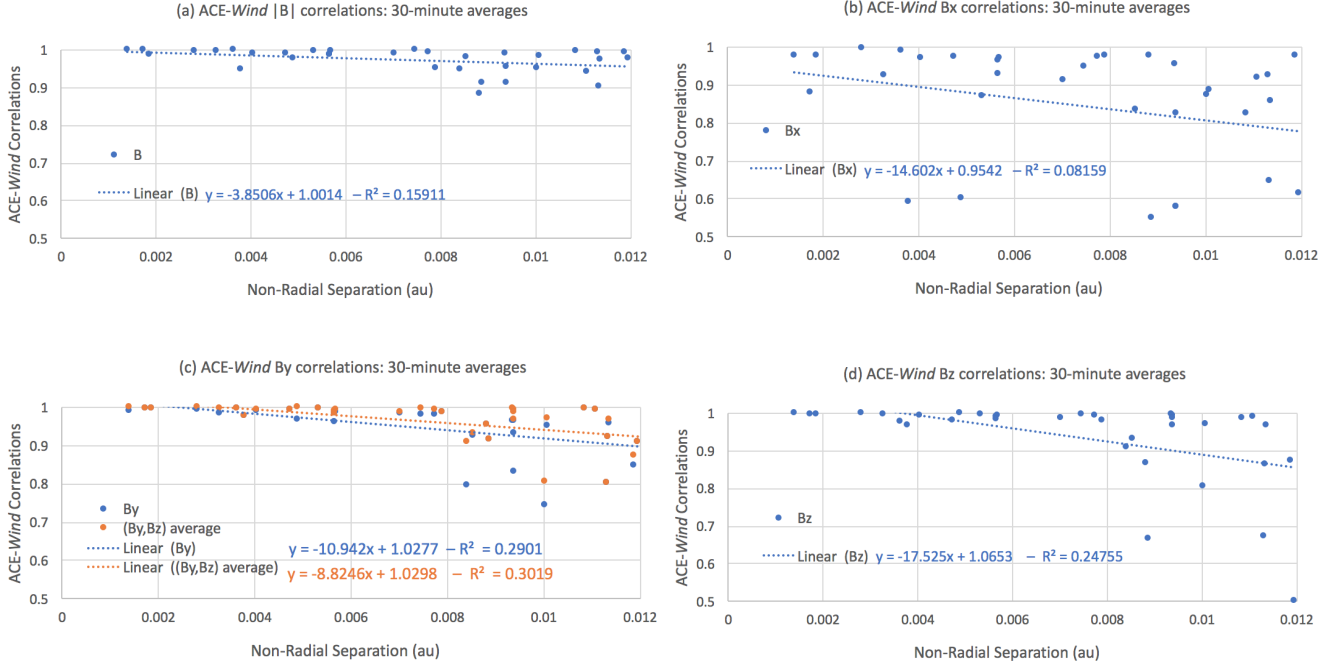 (a) ACE-Wind |B| correlations: 30-minute averages
ACE-Wind Correlations
1
0.9
0.8
0.7
0.6
0.5
B
Linear (B) y = -3.8506x + 1.0014 – R² = 0.15911
0 0.002 0.004 0.006 0.008 0.01 0.012
Non-Radial Separation (au)
(b) ACE-Wind Bx correlations: 30-minute averages
ACE-Wind Correlations
1
0.9
0.8
0.7
0.6
0.5
Bx
Linear (Bx) y = -14.602x + 0.9542 – R² = 0.08159
0 0.002 0.004 0.006 0.008 0.01 0.012
Non-Radial Separation (au)
(c) ACE-Wind By correlations: 30-minute averages
ACE-Wind Correlations
1
0.9
0.8
0.7
0.6
0.5
By
(By,Bz) average
Linear (By) y = -10.942x + 1.0277 – R² = 0.2901
Linear ((By,Bz) average) y = -8.8246x + 1.0298 – R² = 0.3019
0 0.002 0.004 0.006 0.008 0.01 0.012
Non-Radial Separation (au)
(d) ACE-Wind Bz correlations: 30-minute averages
ACE-Wind Correlations
1
0.9
0.8
0.7
0.6
0.5
Bz
Linear (Bz) y = -17.525x + 1.0653 – R² = 0.24755
0 0.002 0.004 0.006 0.008 0.01 0.012
Non-Radial Separation (au)